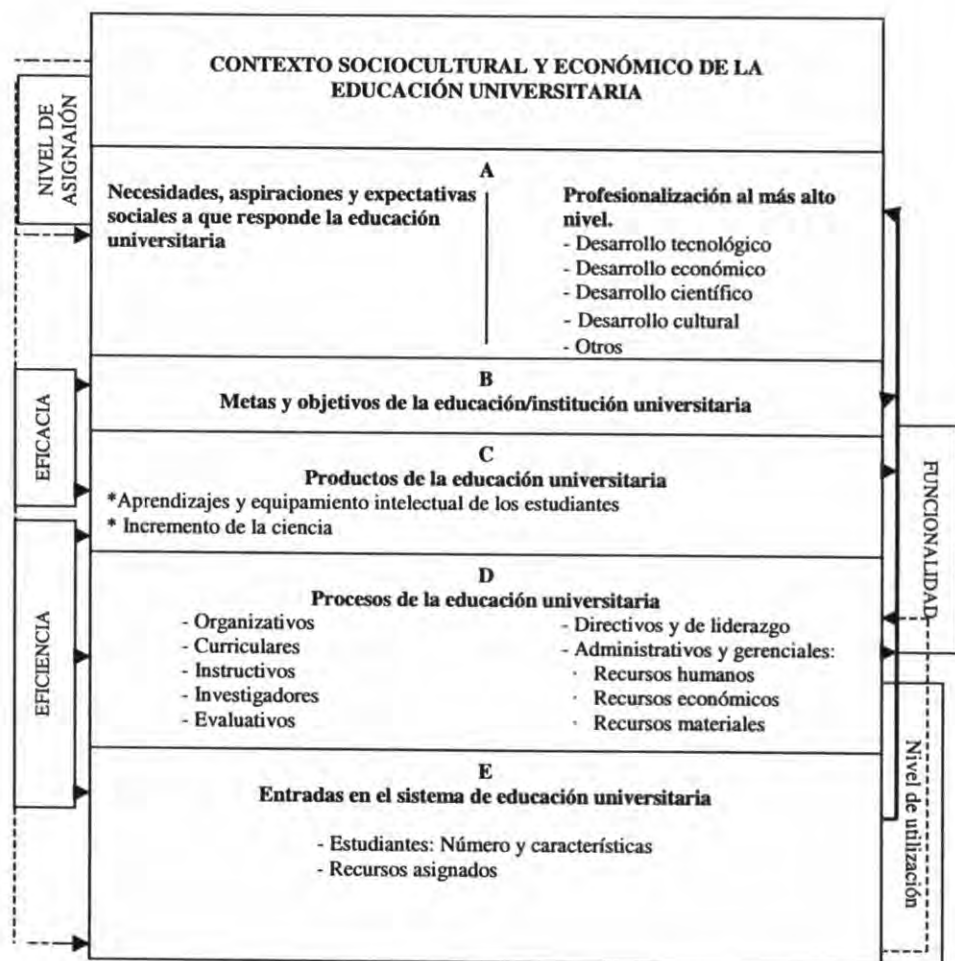 CONTEXTO SOCIOCULTURAL Y ECONÓMICO DE LA
EDUCACIÓN UNIVERSITARIA
NIVEL DE
ASIGNAIÓN
A
Necesidades, aspiraciones y expectativas
sociales a que responde la educación
universitaria
Profesionalización al más alto
nivel.
- Desarrollo tecnológico
- Desarrollo económico
- Desarrollo científico
- Desarrollo cultural
- Otros
EFICACIA
B
Metas y objetivos de la educación/institución universitaria
C
Productos de la educación universitaria
*Aprendizajes y equipamiento intelectual de los estudiantes
* Incremento de la ciencia
FUNCIONALIDAD
EFICIENCIA
D
Procesos de la educación universitaria
- Organizativos
- Curriculares
- Instructivos
- Investigadores
- Evaluativos
- Directivos y de liderazgo
- Administrativos y gerenciales:
· Recursos humanos
· Recursos económicos
· Recursos materiales
Nivel de utilización
E
Entradas en el sistema de educación universitaria
- Estudiantes: Número y características
- Recursos asignados